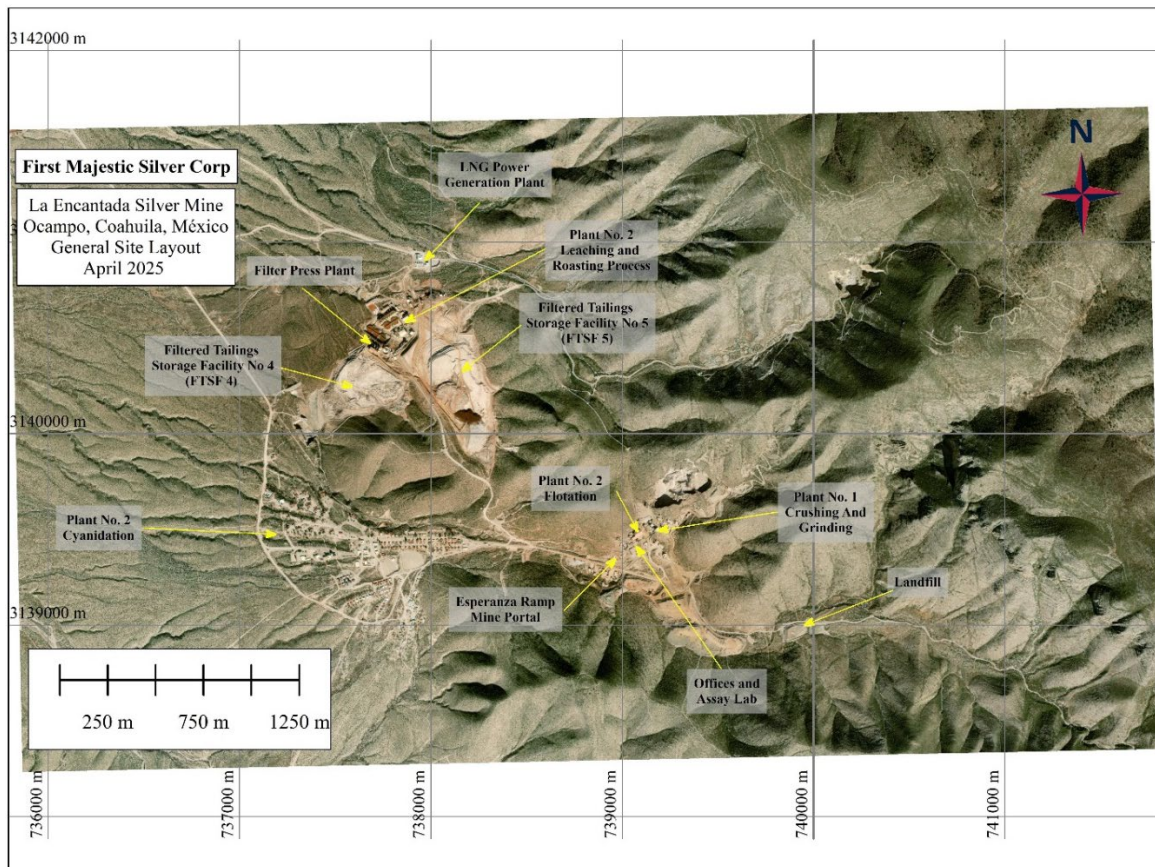 3142000 m
N
First Majestic Silver Corp
La Encantada Silver Mine
Ocampo, Coahuila, México
General Site Layout
April 2025
LNG Power
Generation Plant
Plant No. 2
Leaching and
Roasting Process
Filter Press Plant
Filtered Tailings
Storage Facility No 5
(FTSF 5)
Filtered Tailings
Storage Facility No 4
(FTSF 4)
3140000 m
Plant No. 2
Flotation
Plant No. 1
Crushing And
Grinding
Plant No. 2
Cyanidation
Landfill
Esperanza Ramp
Mine Portal
3139000 m
Offices and
Assay Lab
250 m 750 m 1250 m
736000 m
737000 m
738000 m
739000 m
740000 m
741000 m